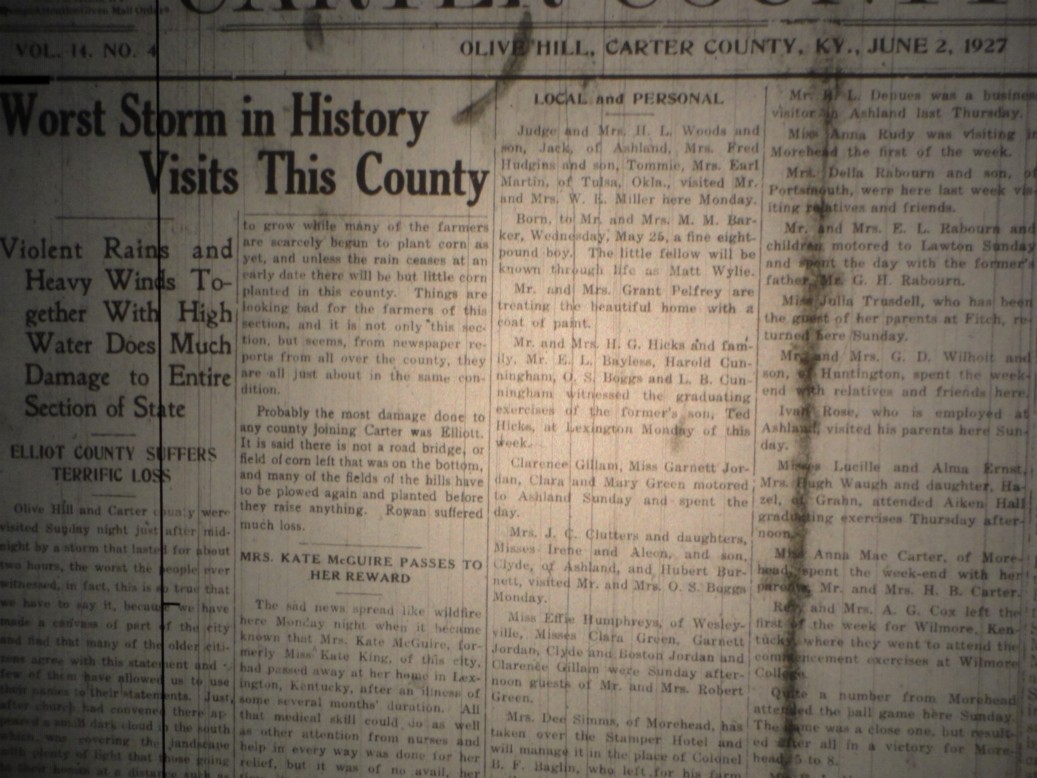 CARTER COUNTY
VOL. 14. NO. 4
OLIVE HILL, CARTER COUNTY, KY., JUNE 2, 1927
Worst Storm in History
Visits This County
Violent Rains and
Heavy Winds To-
gether With High
Water Does Much
Damage to Entire
Section of State
ELLIOT COUNTY SUFFERS
TERRIFIC LOSS
Olive Hill and Carter county were
visited Sunday night just after mid-
night by a storm that lasted for about
two hours, the worst the people ever
witnessed, in fact, this is so true that
we have to say it, because we have
made a canvass of part of the city
and find that many of the older citi-
zens agree with this statement and
few of them have allowed us to use
their names to their statements. Just
after church had convened there ap-
peared a small dark cloud in the south
which was covering the landscape
with plenty of light that those going
to their homes at a distance such as
to grow while many of the farmers
are scarcely begun to plant corn as
yet, and unless the rain ceases at an
early date there will be but little corn
planted in this county. Things are
looking bad for the farmers of this
section, and it is not only this sec-
tion, but seems, from newspaper re-
ports from all over the county, they
are all just about in the same con-
dition.
Probably the most damage done to
any county joining Carter was Elliott.
It is said there is not a road bridge, or
field of corn left that was on the bottom,
and many of the fields of the hills have
to be plowed again and planted before
they raise anything. Rowan suffered
much loss.
MRS. KATE McGUIRE PASSES TO
HER REWARD
The sad news spread like wildfire
here Monday night when it became
known that Mrs. Kate McGuire, for-
merly Miss Kate King, of this city,
had passed away at her home in Lex-
ington, Kentucky, after an illness of
some several months' duration. All
that medical skill could do as well
as other attention from nurses and
help in every way was done for her
relief, but it was of no avail, her
LOCAL and PERSONAL
Judge and Mrs. H. L. Woods and
son, Jack, of Ashland, Mrs. Fred
Hudgins and son, Tommie, Mrs. Earl
Martin, of Tulsa, Okla., visited Mr.
and Mrs. W. E. Miller here Monday.
Born, to Mr. and Mrs. M. M. Bar-
ker, Wednesday, May 25, a fine eight-
pound boy. The little fellow will be
known through life as Matt Wylie.
Mr. and Mrs. Grant Pelfrey are
treating the beautiful home with a
coat of paint.
Mr. and Mrs. H. G. Hicks and fam-
ily, Mr. E. L. Bayless, Harold Cun-
ningham, O. S. Boggs and L. B. Cun-
ningham witnessed the graduating
exercises of the former's son, Ted
Hicks, at Lexington Monday of this
week.
Clarence Gillam, Miss Garnett Jor-
dan, Clara and Mary Green motored
to Ashland Sunday and spent the
day.
Mrs. J. C. Clutters and daughters,
Misses Irene and Aleen, and son,
Clyde, of Ashland, and Hubert Bur-
nett, visited Mr. and Mrs. O. S. Boggs
Monday.
Miss Effie Humphreys, of Wesley-
ville, Misses Clara Green, Garnett
Jordan, Clyde and Boston Jordan and
Clarence Gillam were Sunday after-
noon guests of Mr. and Mrs. Robert
Green.
Mrs. Dee Simms, of Morehead, has
taken over the Stamper Hotel and
will manage it in the place of Colonel
B. F. Baglin, who left for his farm
Mr. L. Denues was a business
visitor in Ashland last Thursday.
Miss Anna Rudy was visiting in
Morehead the first of the week.
Mrs. Della Rabourn and son, of
Portsmouth, were here last week vis-
iting relatives and friends.
Mr. and Mrs. E. L. Rabourn and
children motored to Lawton Sunday
and spent the day with the former's
father, Mr. G. H. Rabourn.
Miss Julia Trusdell, who has been
the guest of her parents at Fitch, re-
turned here Sunday.
Mr. and Mrs. G. D. Wilhoit and
son, of Huntington, spent the week-
end with relatives and friends here.
Ivan Rose, who is employed at
Ashland, visited his parents here Sun-
day.
Misses Lucille and Alma Ernst,
Mrs. Hugh Waugh and daughter, Ha-
zel, of Grahn, attended Aiken Hall
graduating exercises Thursday after-
noon.
Miss Anna Mae Carter, of More-
head, spent the week-end with her
parents, Mr. and Mrs. H. B. Carter.
Rev. and Mrs. A. G. Cox left the
first of the week for Wilmore, Ken-
tucky, where they went to attend the
commencement exercises at Wilmore
College.
Quite a number from Morehead
attended the ball game here Sunday.
The game was a close one, but result-
ed after all in a victory for More-
head, 5 to 8.